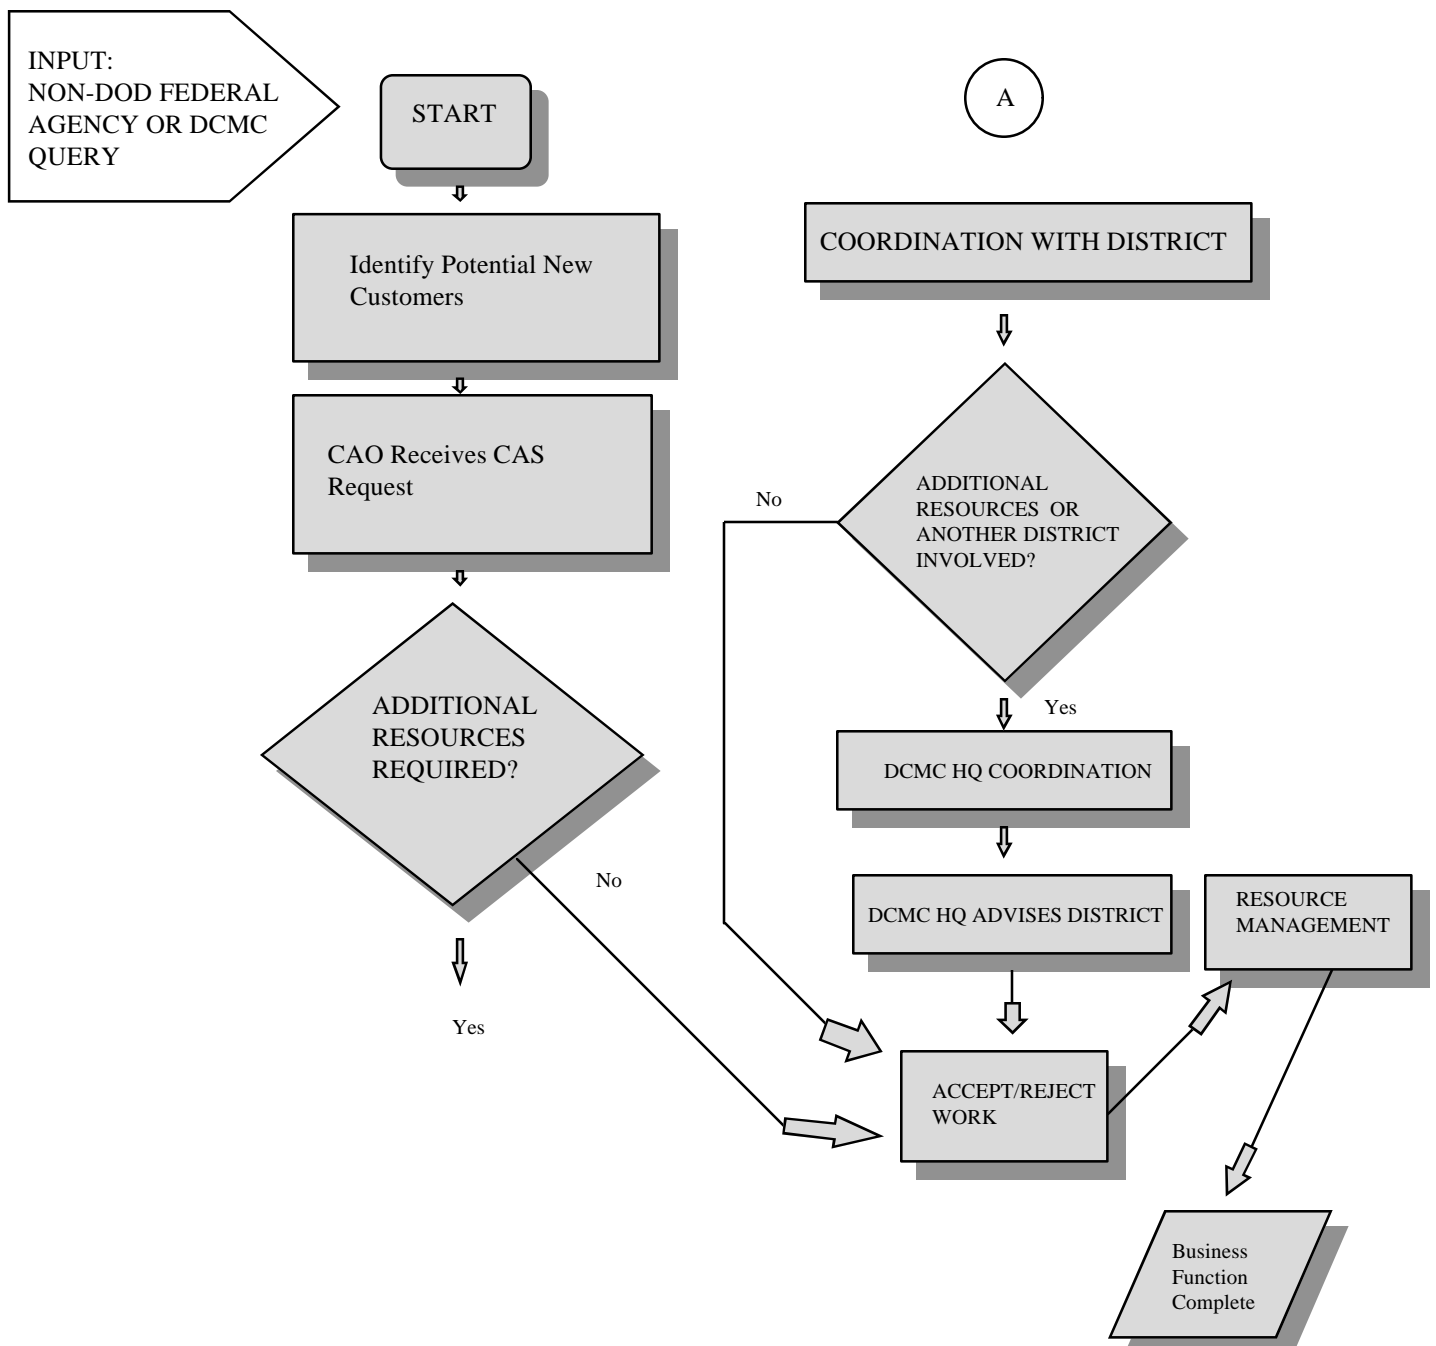 INPUT:
NON-DOD FEDERAL
AGENCY OR DCMC
QUERY
START
Identify Potential New
Customers
CAO Receives CAS
Request
ADDITIONAL
RESOURCES
REQUIRED?
No
Yes
A
COORDINATION WITH DISTRICT
ADDITIONAL
RESOURCES OR
ANOTHER DISTRICT
INVOLVED?
No
Yes
DCMC HQ COORDINATION
DCMC HQ ADVISES DISTRICT
RESOURCE
MANAGEMENT
ACCEPT/REJECT
WORK
Business
Function
Complete